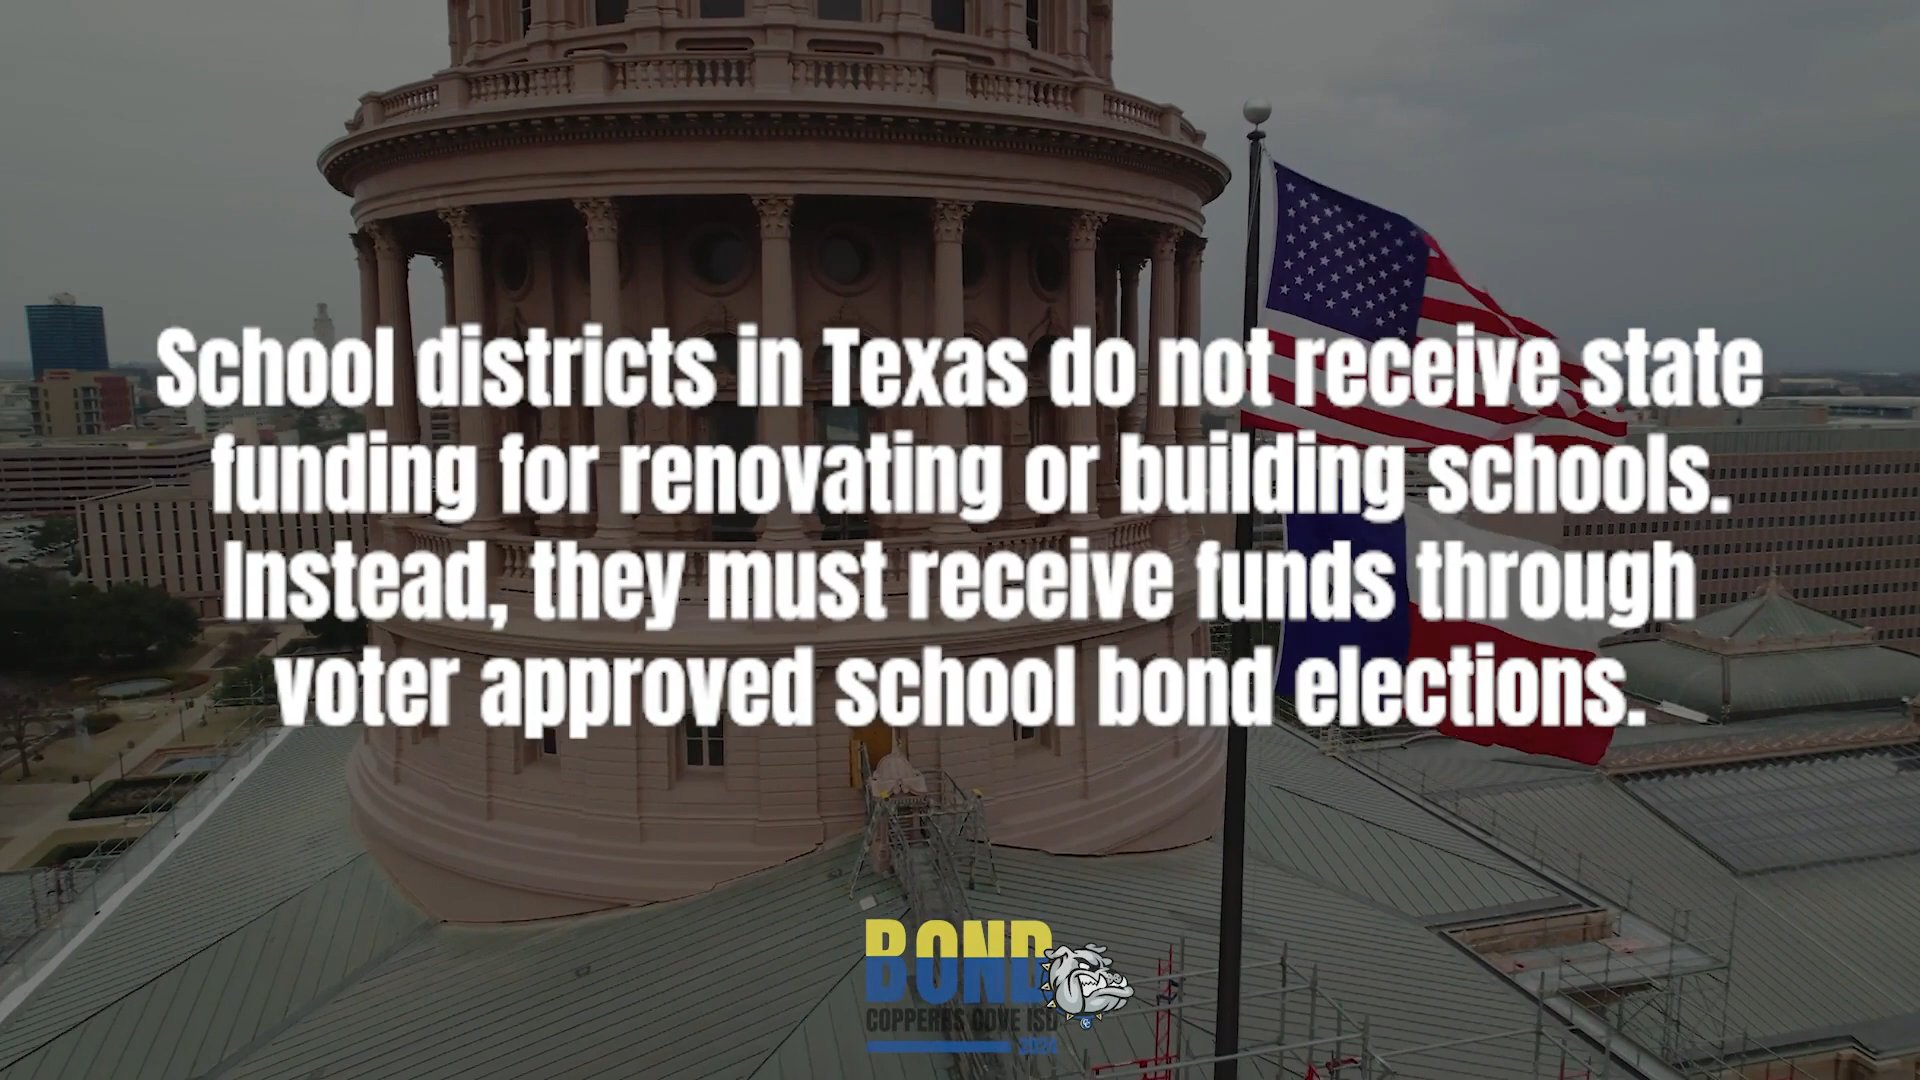 School districts in Texas do not receive state
funding for renovating or building schools.
Instead, they must receive funds through
voter approved school bond elections.
BOND
COPPERAS COVE ISD
2024